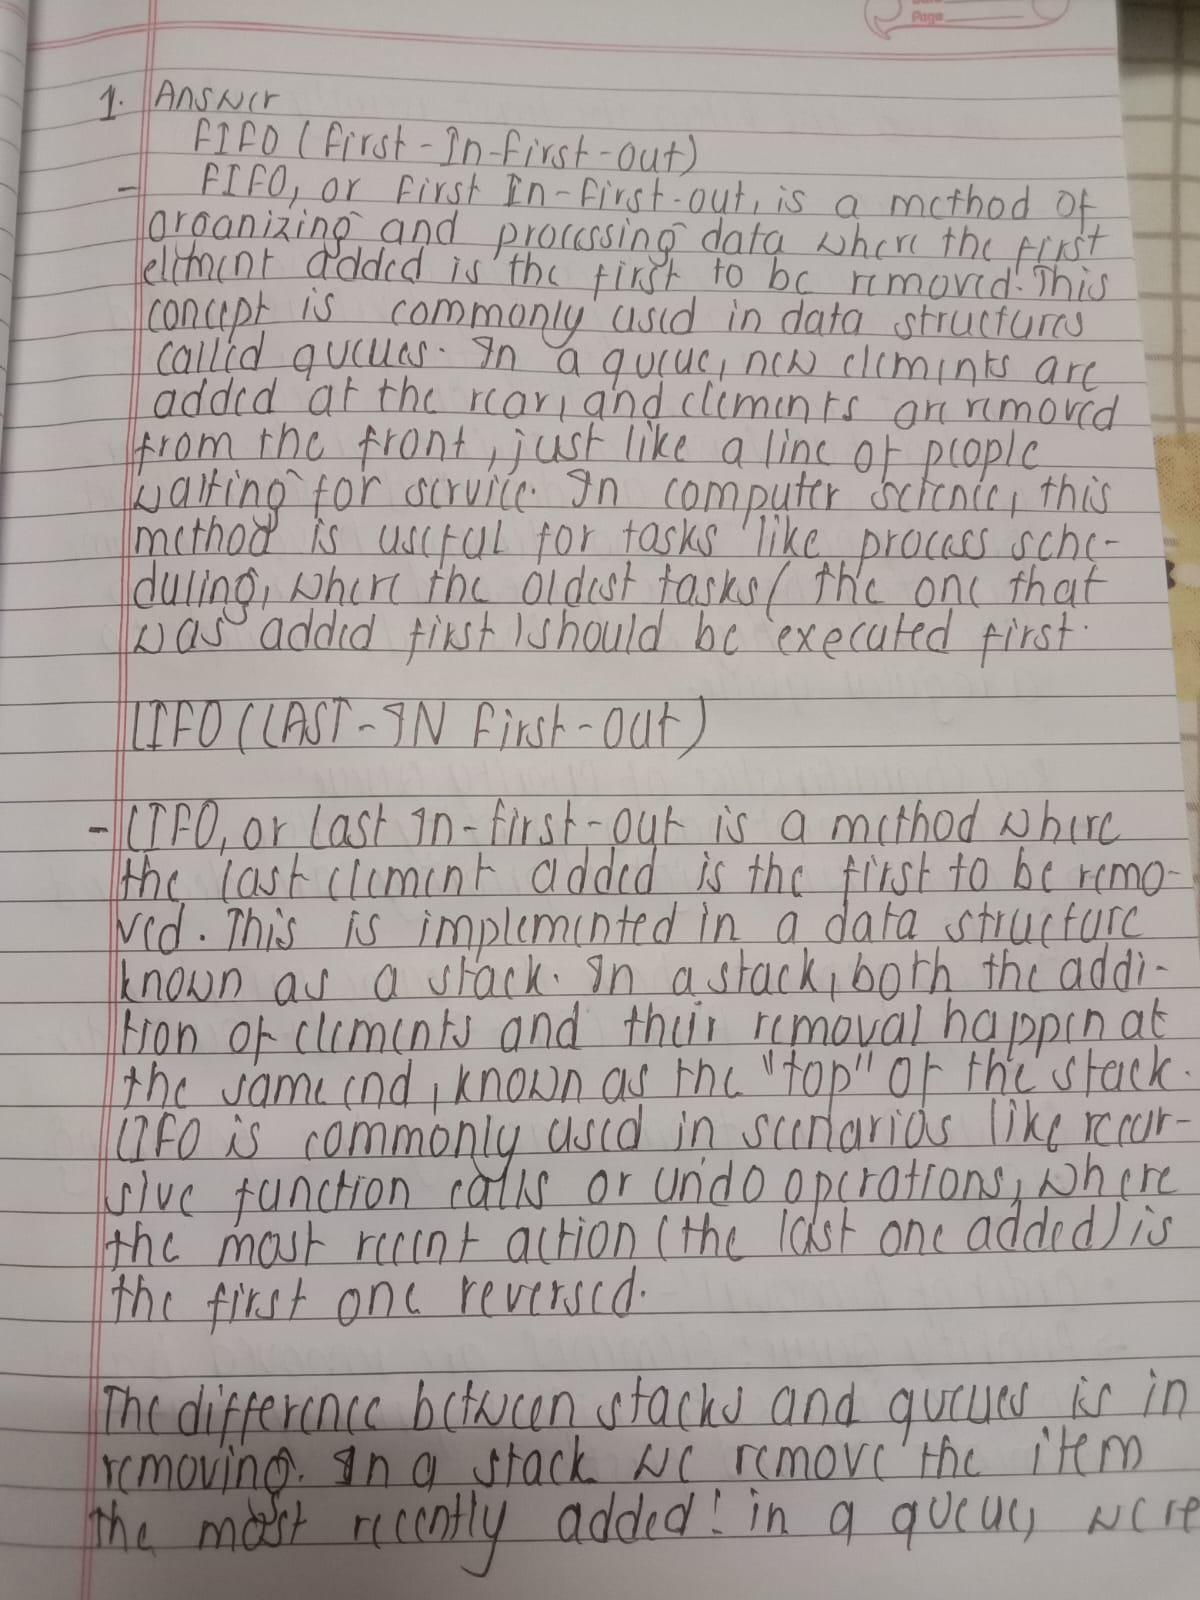 Page
1. Answer
FIFO (First-In-first-out)
- FIFO, or First In-First-out, is a method of
organizing and processing data where the first
eliment added is the first to be removed. This
concept is commonly used in data structures
called queues. In a queue, new elements are
added at the rear, and elements are removed
from the front, just like a line of people
waiting for service. In computer science, this
method is useful for tasks like process sche-
duling, where the oldest tasks (the one that
was added first) should be executed first.
LIFO (LAST-IN First-out)
- LIFO, or Last In-first-out is a method where
the last element added is the first to be remo-
ved. This is implemented in a data structure
known as a stack. In a stack, both the addi-
tion of elements and their removal happen at
the same end, known as the "top" of the stack.
LIFO is commonly used in scenarios like recur-
sive function calls or undo operations, where
the most recent action (the last one added) is
the first one reversed.
The difference between stacks and queues is in
removing. In a stack we remove the item
the most recently added; in a queue, we re